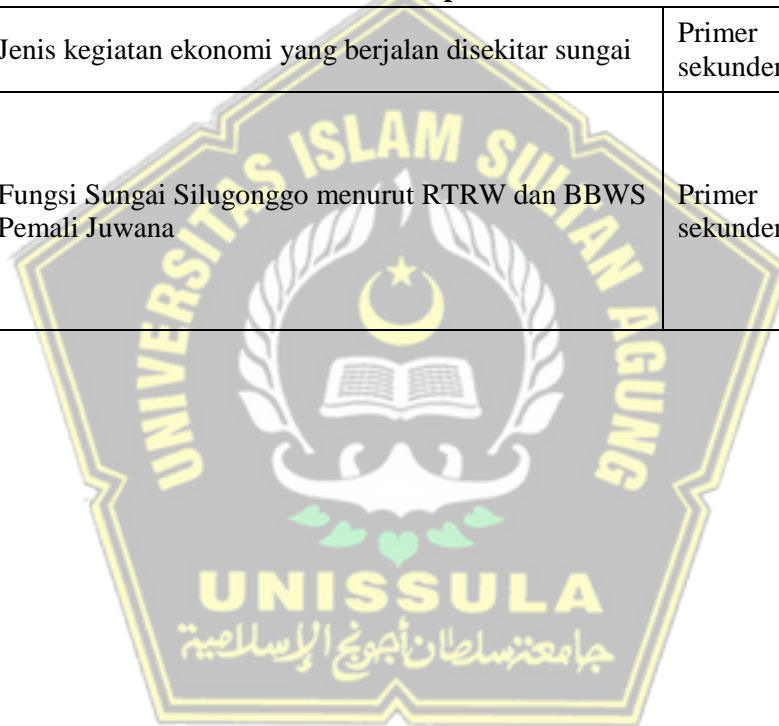 Jenis kegiatan ekonomi yang berjalan disekitar sungai
Primer
sekunder
Fungsi Sungai Silugonggo menurut RTRW dan BBWS
Pemali Juwana
Primer
sekunder
UNIVERSITAS ISLAM SULTAN AGUNG
UNISSULA
جامعة سلطان أجونج الإسلامية